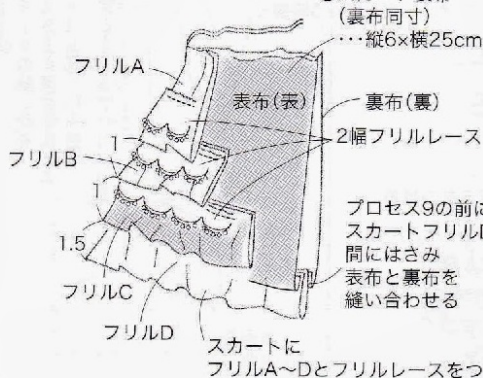 (裏布同寸)
…縦6×横25cm
フリルA
表布(表)
裏布(裏)
2幅フリルレース
1
フリルB
1
プロセス9の前に
スカートフリルD
間にはさみ
表布と裏布を
縫い合わせる
1.5
フリルC
フリルD
スカートに
フリルA～Dとフリルレースをつ